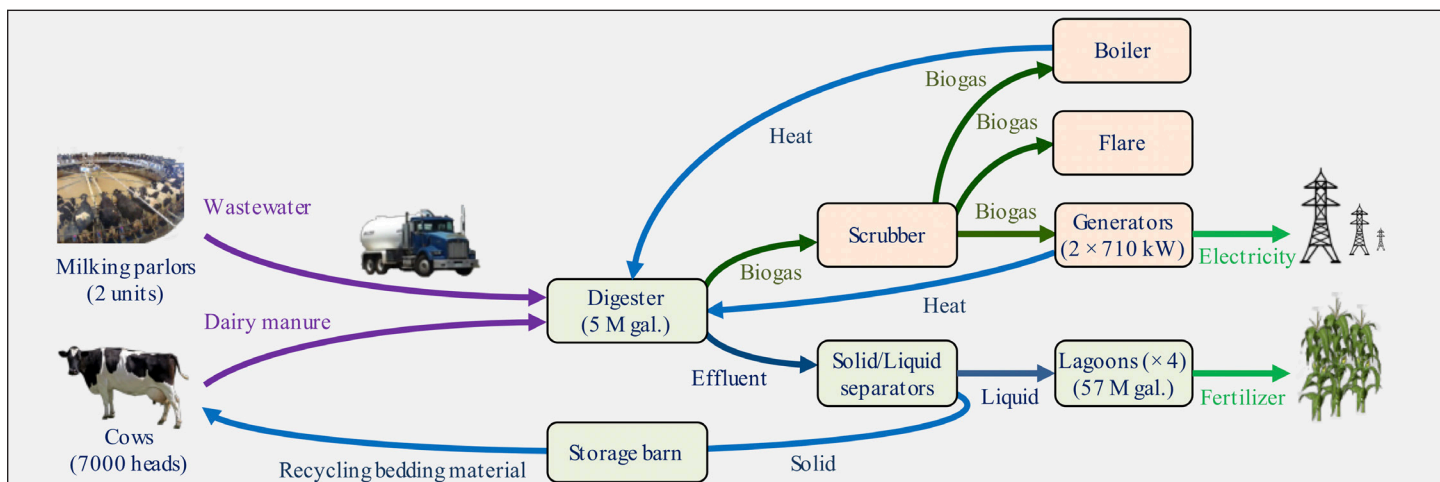 Boiler
Biogas
Heat
Biogas
Flare
Wastewater
Milking parlors
(2 units)
Scrubber
Biogas
Generators
(2 × 710 kW)
Electricity
Biogas
Digester
(5 M gal.)
Heat
Dairy manure
Effluent
Solid/Liquid
separators
Liquid
Lagoons (× 4)
(57 M gal.)
Fertilizer
Cows
(7000 heads)
Recycling bedding material
Storage barn
Solid